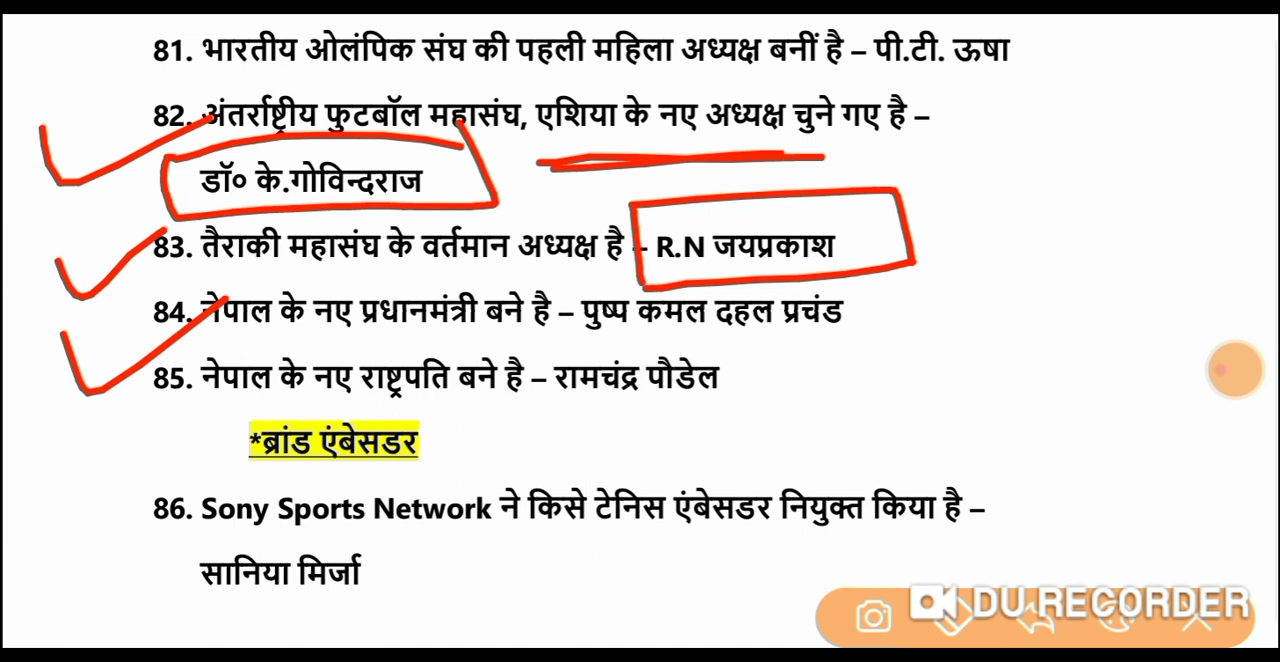 81. भारतीय ओलंपिक संघ की पहली महिला अध्यक्ष बनीं है – पी.टी. ऊषा
82. अंतर्राष्ट्रीय फुटबॉल महासंघ, एशिया के नए अध्यक्ष चुने गए है –
डॉ० के.गोविन्दराज
83. तैराकी महासंघ के वर्तमान अध्यक्ष है – R.N जयप्रकाश
84. नेपाल के नए प्रधानमंत्री बने है – पुष्प कमल दहल प्रचंड
85. नेपाल के नए राष्ट्रपति बने है – रामचंद्र पौडेल
*ब्रांड एंबेसडर
86. Sony Sports Network ने किसे टेनिस एंबेसडर नियुक्त किया है –
सानिया मिर्जा
DU RECORDER